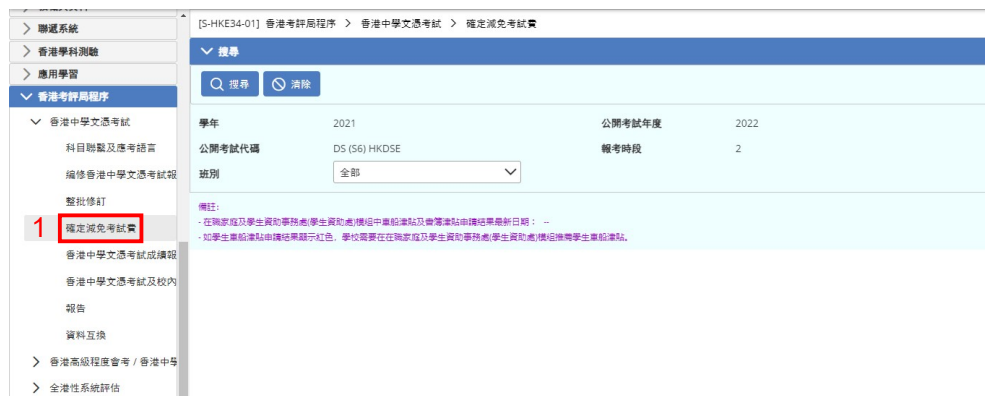 聯遞系統
香港學科測驗
應用學習
香港考評局程序
香港中學文憑考試
科目聯繫及應考語言
編修香港中學文憑考試報
整批修訂
1 確定減免考試費
香港中學文憑考試成績報
香港中學文憑考試及校內
報告
資料互換
香港高級程度會考 / 香港中學
全港性系統評估
[S-HKE34-01] 香港考評局程序 > 香港中學文憑考試 > 確定減免考試費
搜尋
搜尋 清除
學年 2021 公開考試年度 2022
公開考試代碼 DS (S6) HKDSE 報考時段 2
班別 全部
備註:
- 在職家庭及學生資助事務處(學生資助處)模組中車船津貼及書簿津貼申請結果最新日期： --
- 如學生車船津貼申請結果顯示紅色，學校需要在在職家庭及學生資助事務處(學生資助處)模組推薦學生車船津貼。